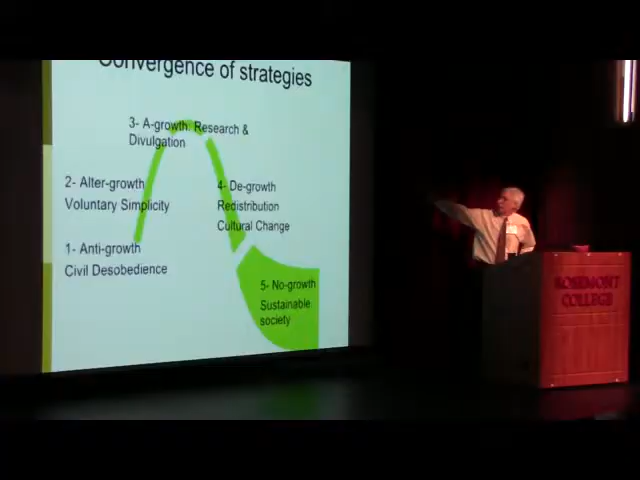 Convergence of strategies
3- A-growth: Research &
Divulgation
2- Alter-growth
Voluntary Simplicity
4- De-growth
Redistribution
Cultural Change
1- Anti-growth
Civil Desobedience
5- No-growth
Sustainable
society
ROSEMONT
COLLEGE